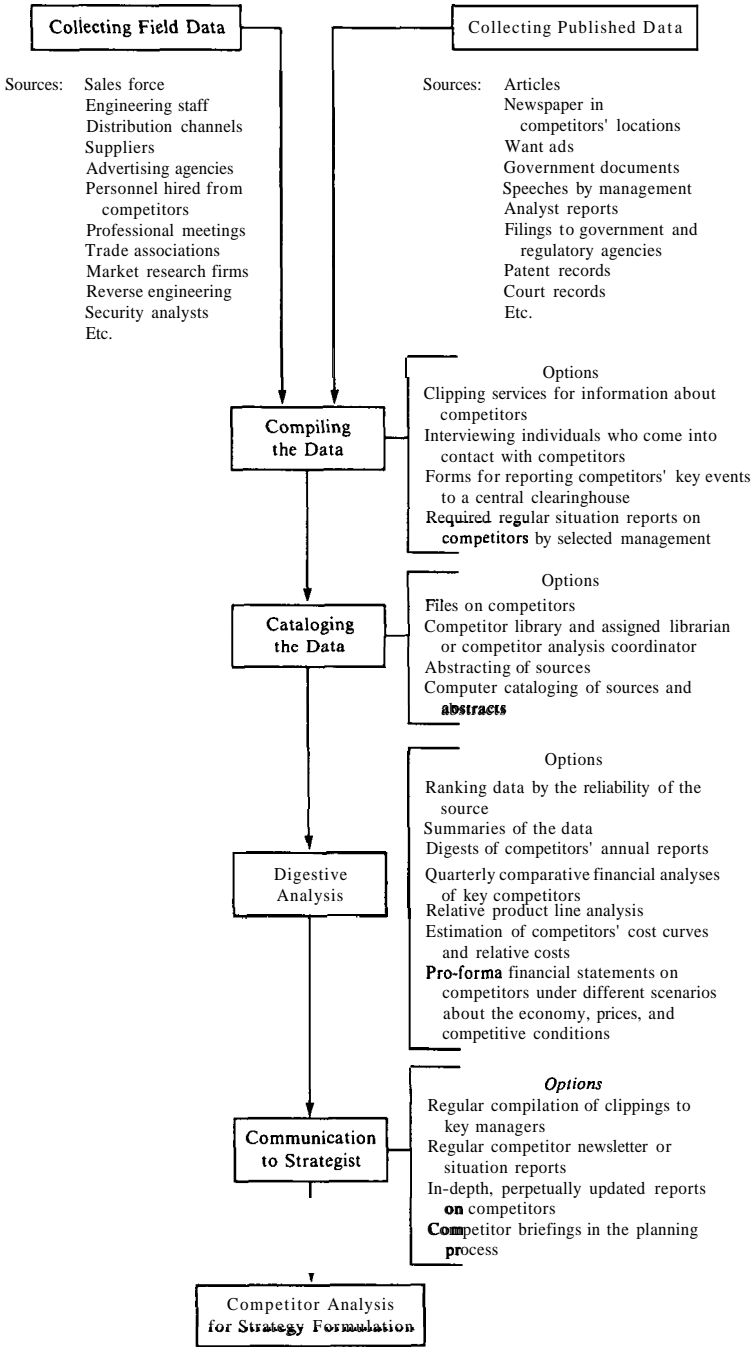 Collecting Field Data
Collecting Published Data
Sources: Sales force
Engineering staff
Distribution channels
Suppliers
Advertising agencies
Personnel hired from
competitors
Professional meetings
Trade associations
Market research firms
Reverse engineering
Security analysts
Etc.
Sources: Articles
Newspaper in
competitors' locations
Want ads
Government documents
Speeches by management
Analyst reports
Filings to government and
regulatory agencies
Patent records
Court records
Etc.
Compiling
the Data
Options
Clipping services for information about
competitors
Interviewing individuals who come into
contact with competitors
Forms for reporting competitors' key events
to a central clearinghouse
Required regular situation reports on
competitors by selected management
Cataloging
the Data
Options
Files on competitors
Competitor library and assigned librarian
or competitor analysis coordinator
Abstracting of sources
Computer cataloging of sources and
abstracts
Digestive
Analysis
Options
Ranking data by the reliability of the
source
Summaries of the data
Digests of competitors' annual reports
Quarterly comparative financial analyses
of key competitors
Relative product line analysis
Estimation of competitors' cost curves
and relative costs
Pro-forma financial statements on
competitors under different scenarios
about the economy, prices, and
competitive conditions
Communication
to Strategist
Options
Regular compilation of clippings to
key managers
Regular competitor newsletter or
situation reports
In-depth, perpetually updated reports
on competitors
Competitor briefings in the planning
process
Competitor Analysis
for Strategy Formulation